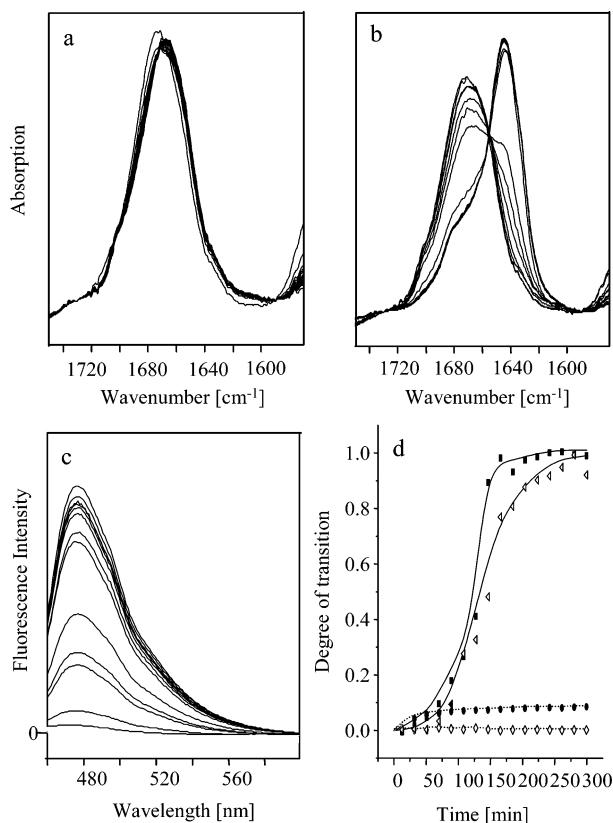 a
b
Absorption
1720 1680 1640 1600
1720 1680 1640 1600
Wavenumber [cm-1]
Wavenumber [cm-1]
c
d
Fluorescence Intensity
0
480 520 560
Wavelength [nm]
Degree of transition
1.0
0.8
0.6
0.4
0.2
0.0
0 50 100 150 200 250 300
Time [min]